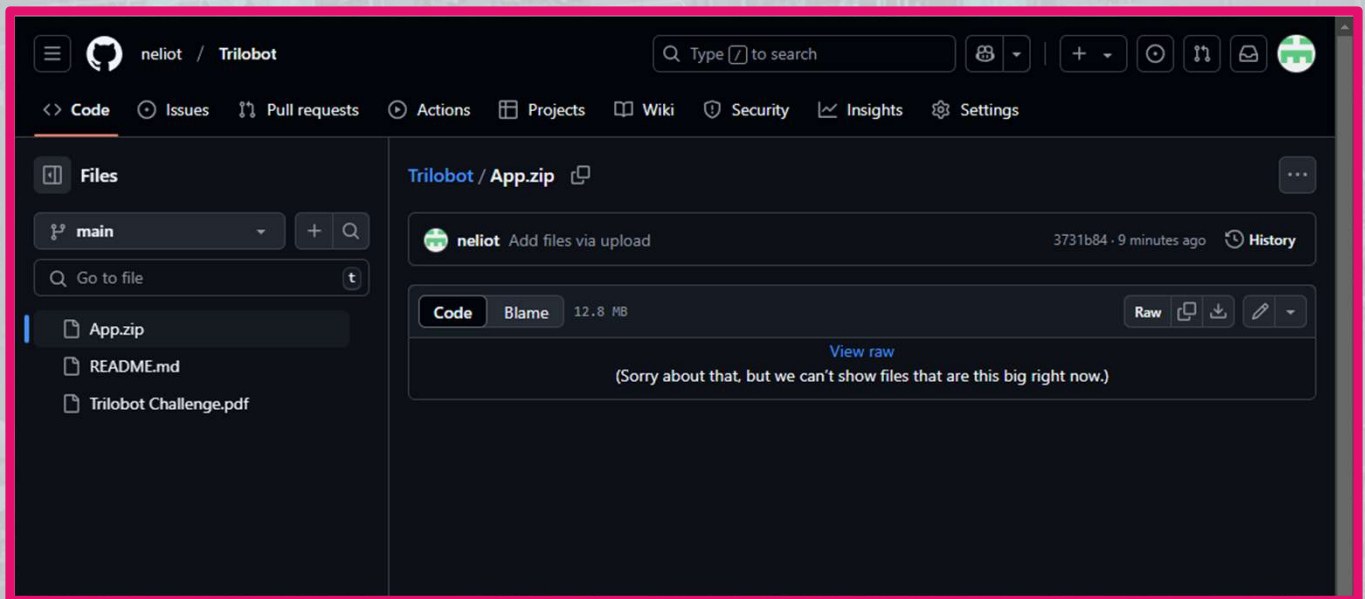 neliot / Trilobot
Type / to search
Code Issues Pull requests Actions Projects Wiki Security Insights Settings
Files
main
Go to file
t
App.zip
README.md
Trilobot Challenge.pdf
Trilobot / App.zip
neliot Add files via upload
3731b84 · 9 minutes ago History
Code Blame 12.8 MB
Raw
View raw
(Sorry about that, but we can't show files that are this big right now.)